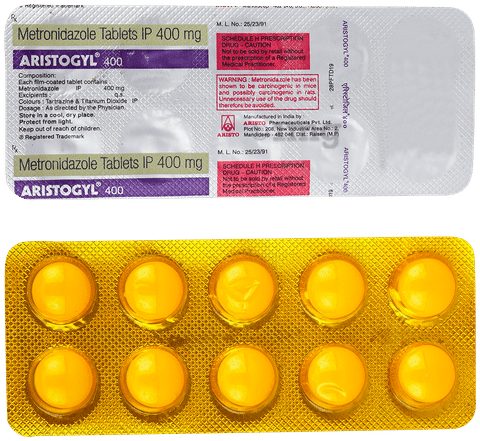 ® Registered Trademark
Rx
Metronidazole Tablets IP 400 mg
ARISTOGYL® 400
Composition:
Each film-coated tablet contains :
Metronidazole IP 400 mg
Excipients : q.s.
Colours : Tartrazine & Titanium Dioxide IP
Dosage : As directed by the Physician.
Store in a cool, dry place.
Protect from light.
Keep out of reach of children.
® Registered Trademark
Rx
Metronidazole Tablets IP 400 mg
ARISTOGYL® 400
M. L. No.: 25/23/91
SCHEDULE H PRESCRIPTION
DRUG - CAUTION
Not to be sold by retail without
the prescription of a Registered
Medical Practitioner.
WARNING : Metronidazole has been
shown to be carcinogenic in mice
and possibly carcinogenic in rats.
Unnecessary use of the drug should
therefore be avoided.
ARISTO
Manufactured in India by
ARISTO Pharmaceuticals Pvt. Ltd.
Plot No.: 208, New Industrial Area No.: 2
Mandideep - 462 046, Dist.: Raisen (M.P.)
M. L. No.: 25/23/91
SCHEDULE H PRESCRIPTION
DRUG - CAUTION
Not to be sold by retail without
the prescription of a Registered
Medical Practitioner.
ARISTOGYL® 400
28PFTD19
ARISTOGYL® 400